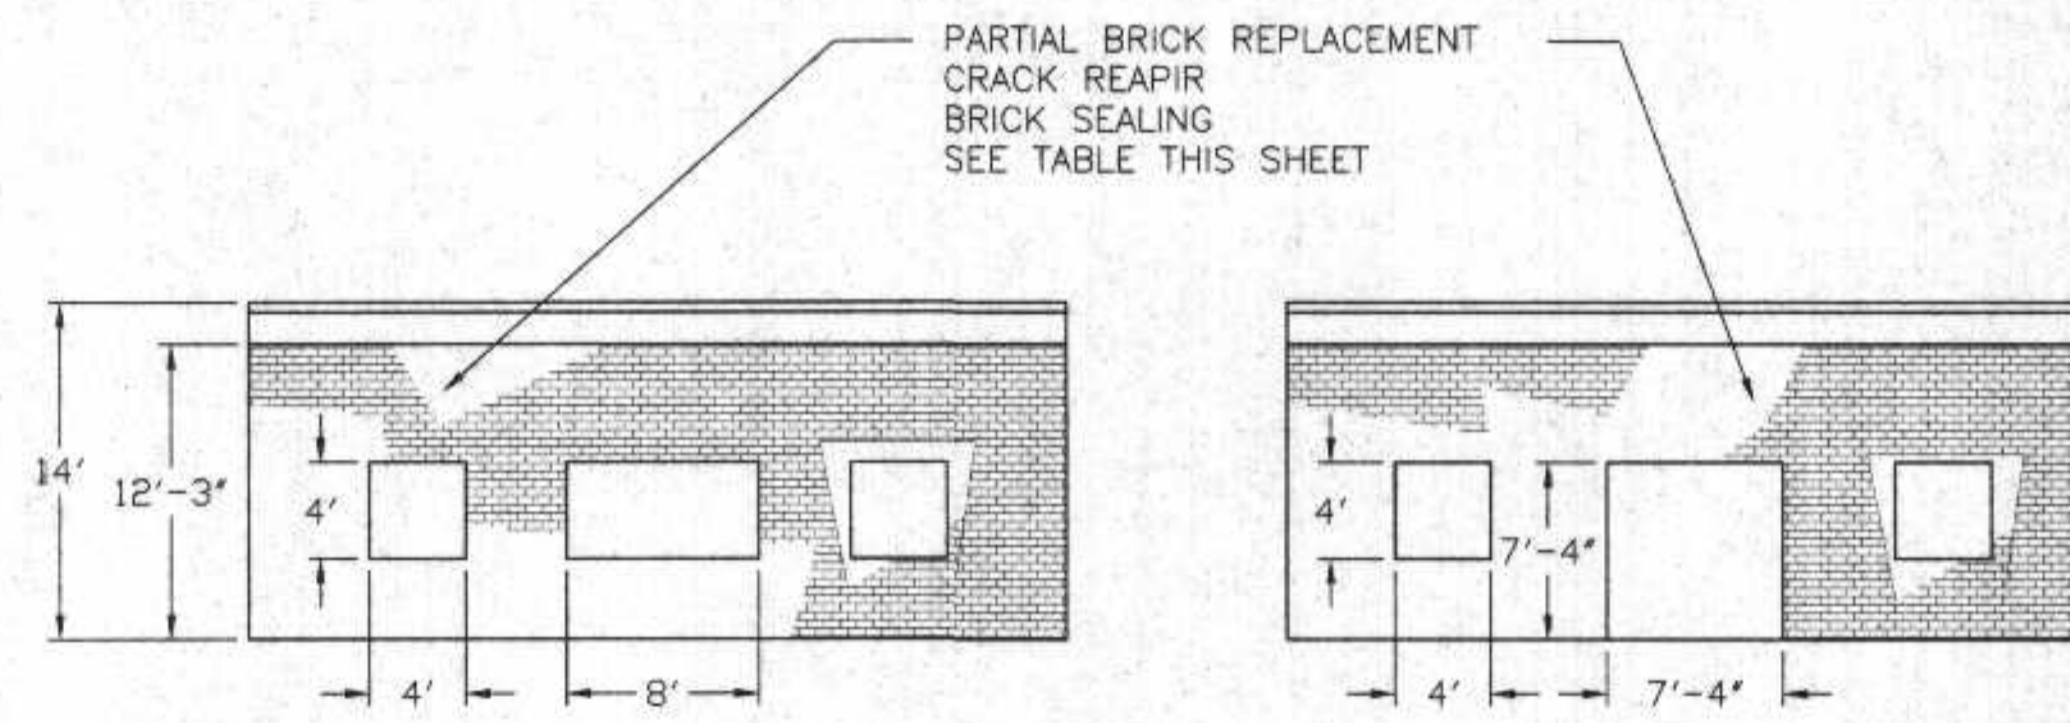 PARTIAL BRICK REPLACEMENT
CRACK REAPIR
BRICK SEALING
SEE TABLE THIS SHEET
14'
12'-3"
4'
4'
8'
4'
7'-4"
4'
7'-4"